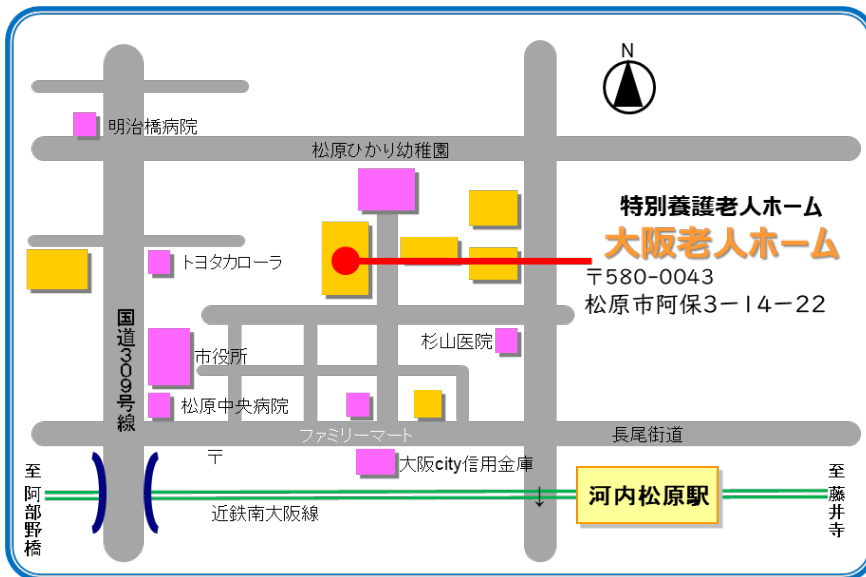 N
明治橋病院
松原ひかり幼稚園
特別養護老人ホーム
大阪老人ホーム
〒580-0043
松原市阿保3-14-22
トヨタカローラ
国道309号線
市役所
杉山医院
松原中央病院
ファミリーマート
長尾街道
〒
大阪city信用金庫
至 阿部野橋
近鉄南大阪線
↓
河内松原駅
至 藤井寺